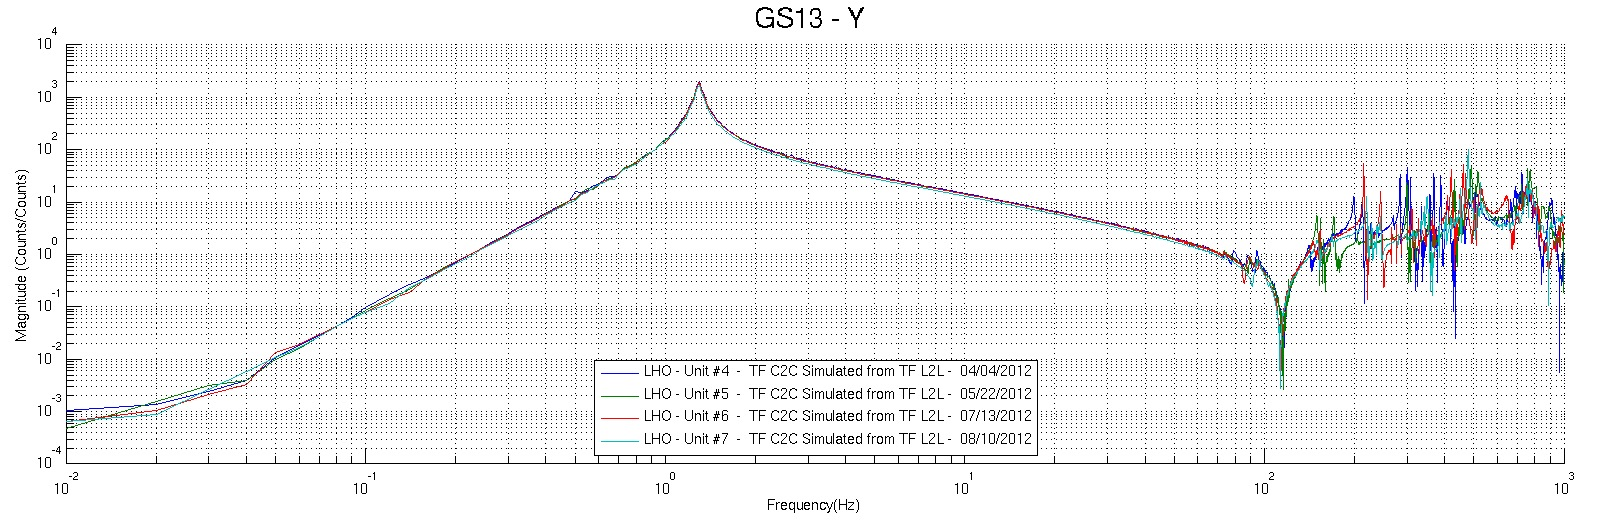 GS13 - Y
Magnitude (Counts/Counts)
10^4
10^3
10^2
10^1
10^0
10^-1
10^-2
10^-3
10^-4
LHO - Unit #4 - TF C2C Simulated from TF L2L - 04/04/2012
LHO - Unit #5 - TF C2C Simulated from TF L2L - 05/22/2012
LHO - Unit #6 - TF C2C Simulated from TF L2L - 07/13/2012
LHO - Unit #7 - TF C2C Simulated from TF L2L - 08/10/2012
10^-2 10^-1 10^0 10^1 10^2 10^3
Frequency(Hz)